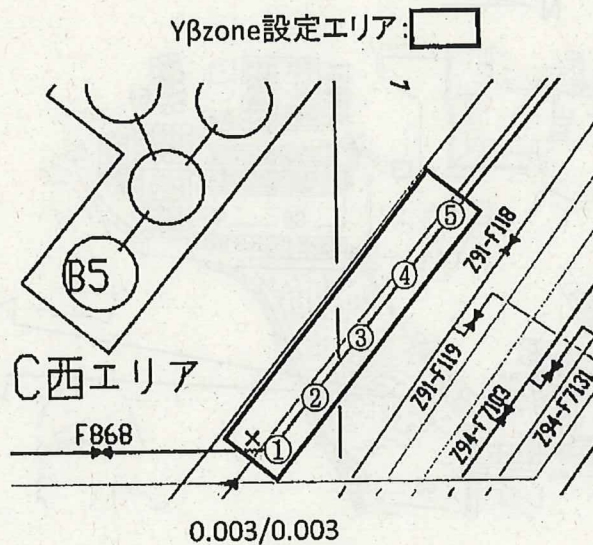 Yβzone設定エリア:
B5
C西エリア
F868
①
②
③
④
⑤
Z91-F118
Z91-F119
Z94-F7103
Z94-F7131
0.003/0.003